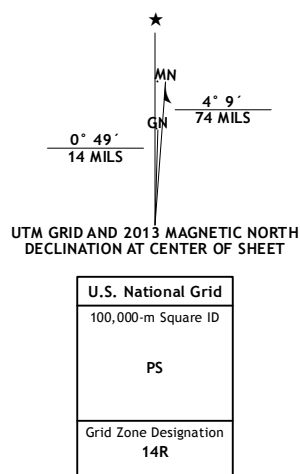 ★
MN
GN
4° 9´
74 MILS
0° 49´
14 MILS
UTM GRID AND 2013 MAGNETIC NORTH
DECLINATION AT CENTER OF SHEET
U.S. National Grid
100,000-m Square ID
PS
Grid Zone Designation
14R